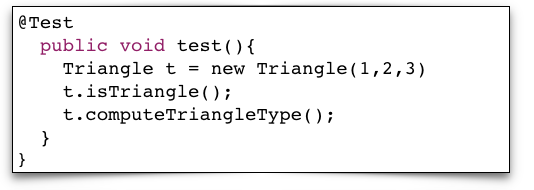 @Test
public void test(){
Triangle t = new Triangle(1,2,3)
t.isTriangle();
t.computeTriangleType();
}
}